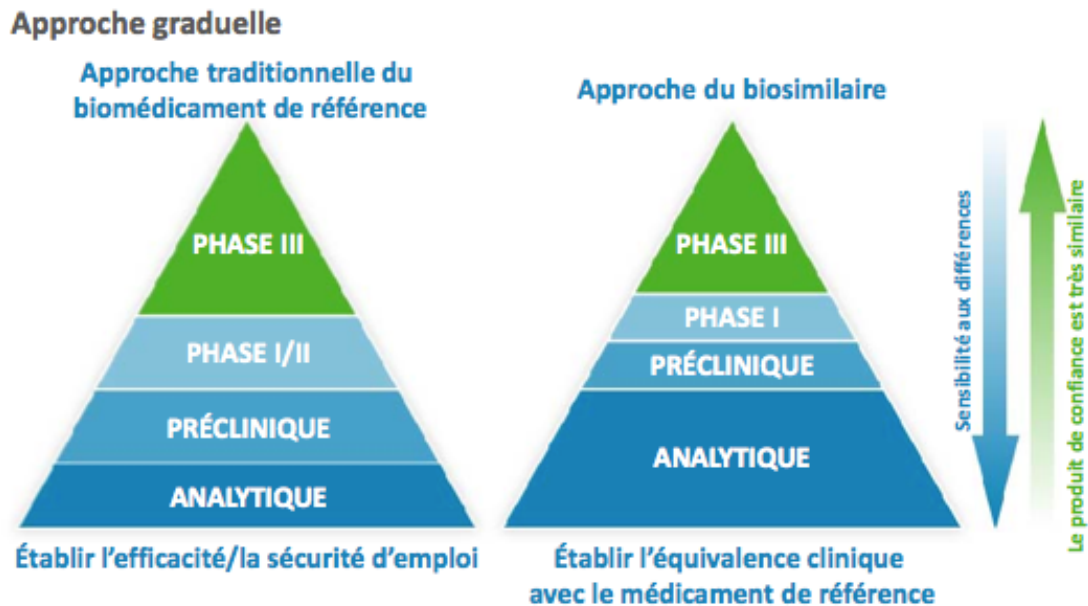 Approche graduelle
Approche traditionnelle du
biomédicament de référence
PHASE III
PHASE I/II
PRÉCLINIQUE
ANALYTIQUE
Établir l'efficacité/la sécurité d'emploi
Approche du biosimilaire
PHASE III
PHASE I
PRÉCLINIQUE
ANALYTIQUE
Établir l'équivalence clinique
avec le médicament de référence
Sensibilité aux différences
Le produit de confiance est très similaire